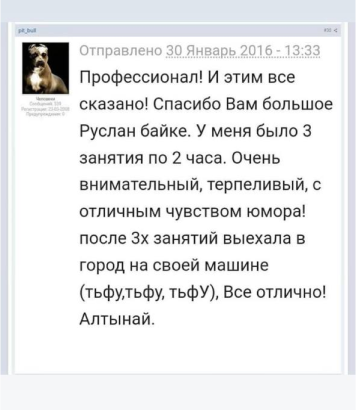 pit_bull
Отправлено 30 Январь 2016 - 13:33
Профессионал! И этим все
сказано! Спасибо Вам большое
Руслан байке. У меня было 3
занятия по 2 часа. Очень
внимательный, терпеливый, с
отличным чувством юмора!
после 3х занятий выехала в
город на своей машине
(тьфу,тьфу, тьфУ), Все отлично!
Алтынай.